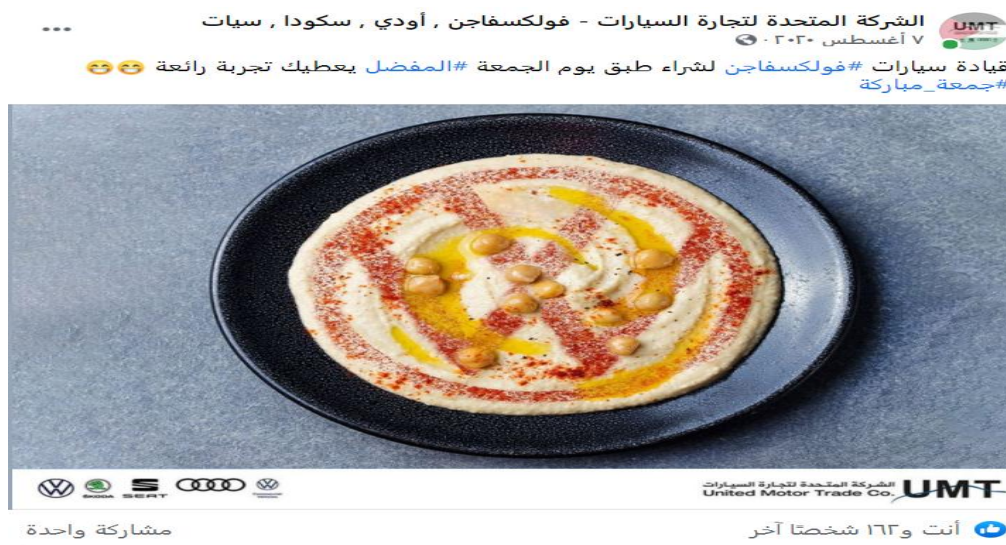 الشركة المتحدة لتجارة السيارات - فولكسفاجن , أودي , سكودا , سيات
٧ أغسطس ٢٠٢٠ ·
قيادة سيارات #فولكسفاجن لشراء طبق يوم الجمعة #المفضل يعطيك تجربة رائعة 😁😁
#جمعة_مباركة
UMT
الشركة المتحدة لتجارة السيارات
United Motor Trade Co.
ŠKODA
SEAT
أنت و١٦٢ شخصًا آخر
مشاركة واحدة